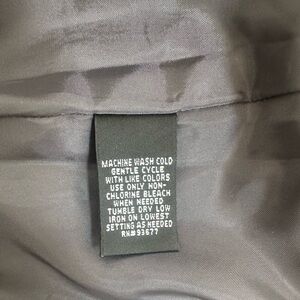 MACHINE WASH COLD
GENTLE CYCLE
WITH LIKE COLORS
USE ONLY NON-
CHLORINE BLEACH
WHEN NEEDED
TUMBLE DRY LOW
IRON ON LOWEST
SETTING AS NEEDED
RN#93677